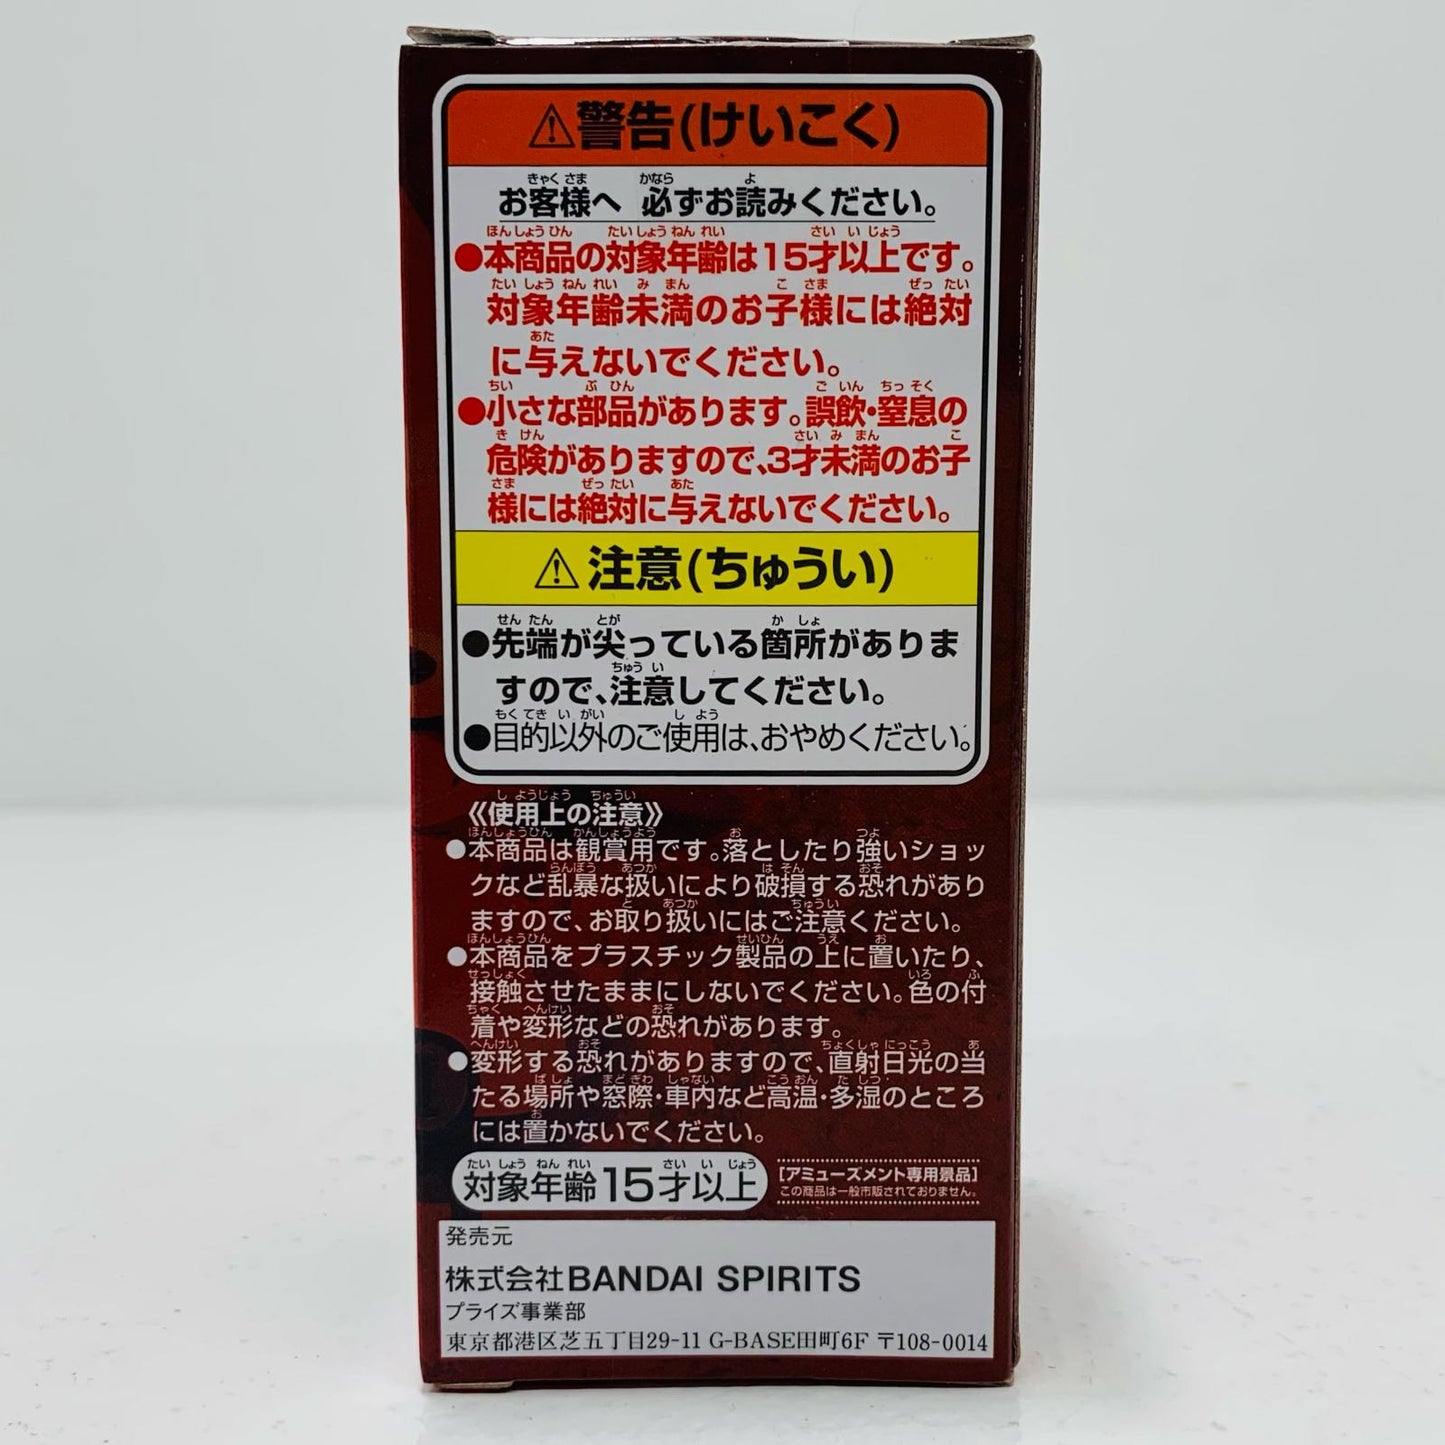 ⚠警告(けいこく)
お客様へ 必ずお読みください。
●本商品の対象年齢は15才以上です。
対象年齢未満のお子様には絶対
に与えないでください。
●小さな部品があります。誤飲・窒息の
危険がありますので、3才未満のお子
様には絶対に与えないでください。
⚠注意(ちゅうい)
●先端が尖っている箇所がありま
すので、注意してください。
●目的以外のご使用は、おやめください。
《使用上の注意》
●本商品は観賞用です。落としたり強いショッ
クなど乱暴な扱いにより破損する恐れがあり
ますので、お取り扱いにはご注意ください。
●本商品をプラスチック製品の上に置いたり、
接触させたままにしないでください。色の付
着や変形などの恐れがあります。
●変形する恐れがありますので、直射日光の当
たる場所や窓際・車内など高温・多湿のところ
には置かないでください。
対象年齢15才以上
[アミューズメント専用景品]
この商品は一般市販されておりません。
発売元
株式会社BANDAI SPIRITS
プライズ事業部
東京都港区芝五丁目29-11 G-BASE田町6F 〒108-0014